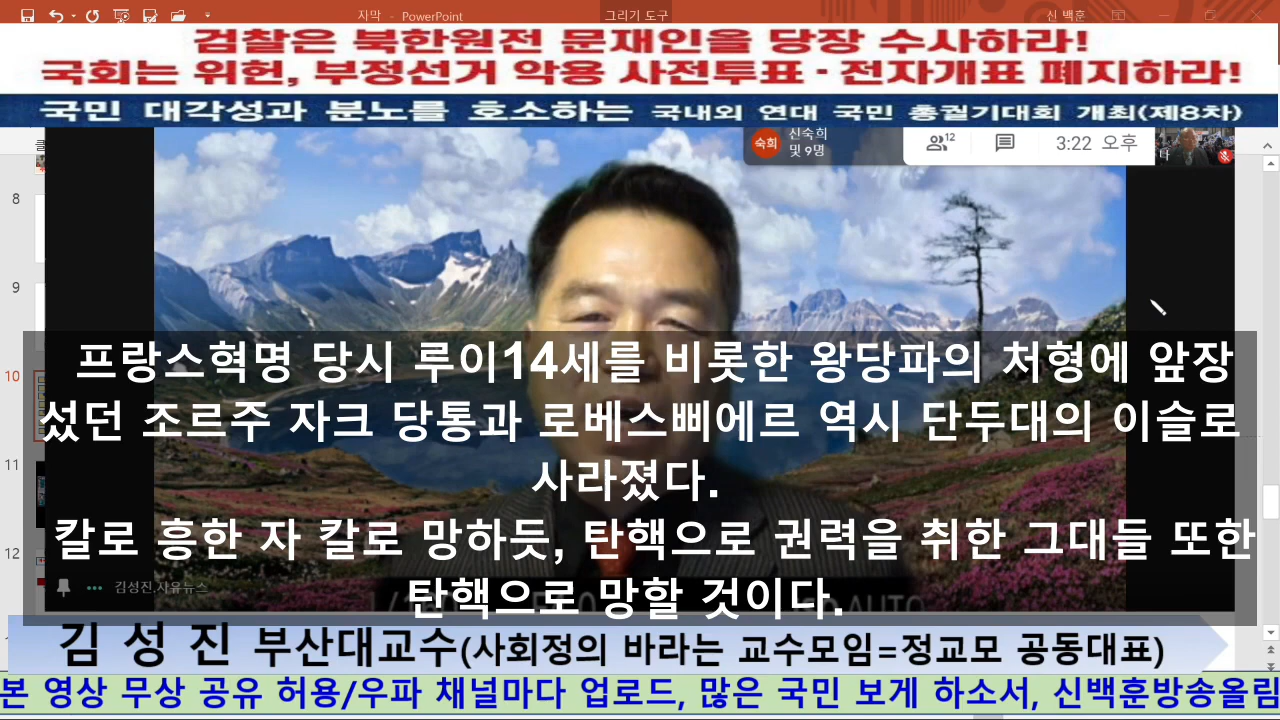 지막 - PowerPoint
그리기 도구
신 백훈
검찰은 북한원전 문재인을 당장 수사하라!
국회는 위헌, 부정선거 악용 사전투표·전자개표 폐지하라!
국민 대각성과 분노를 호소하는 국내외 연대 국민 총궐기대회 개최(제8차)
숙희
신숙희
및 9명
12
3:22 오후
나
8
9
10
11
12
프랑스혁명 당시 루이14세를 비롯한 왕당파의 처형에 앞장
섰던 조르주 자크 당통과 로베스삐에르 역시 단두대의 이슬로
사라졌다.
칼로 흥한 자 칼로 망하듯, 탄핵으로 권력을 취한 그대들 또한
탄핵으로 망할 것이다.
김성진.자유뉴스
김 성 진 부산대교수(사회정의 바라는 교수모임=정교모 공동대표)
본 영상 무상 공유 허용/우파 채널마다 업로드, 많은 국민 보게 하소서, 신백훈방송올림